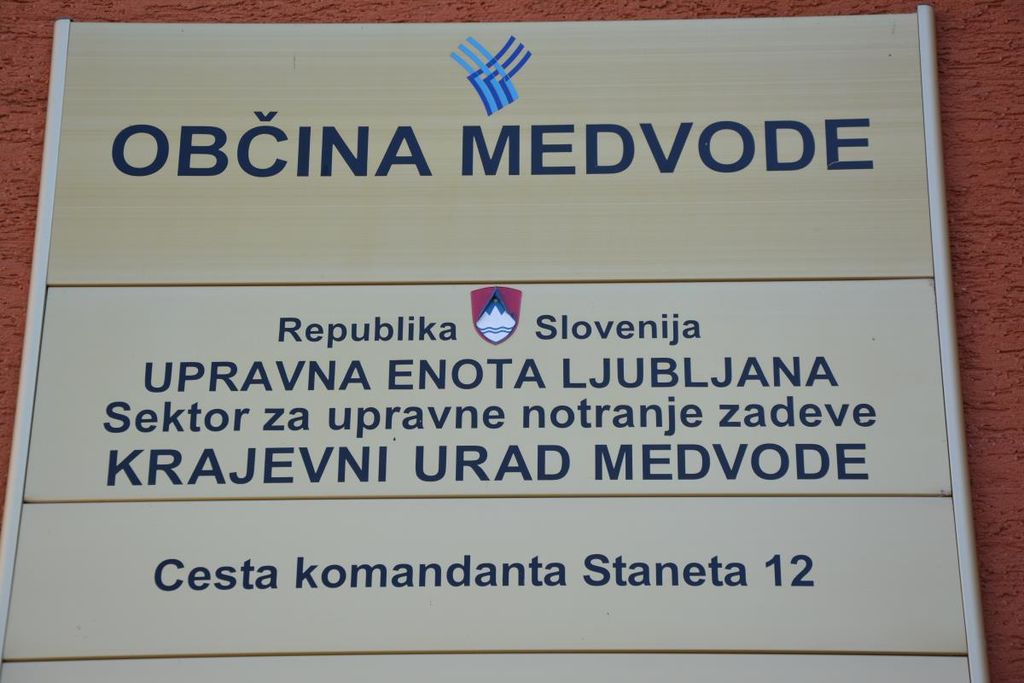 OBČINA MEDVODE
Republika Slovenija
UPRAVNA ENOTA LJUBLJANA
Sektor za upravne notranje zadeve
KRAJEVNI URAD MEDVODE
Cesta komandanta Staneta 12